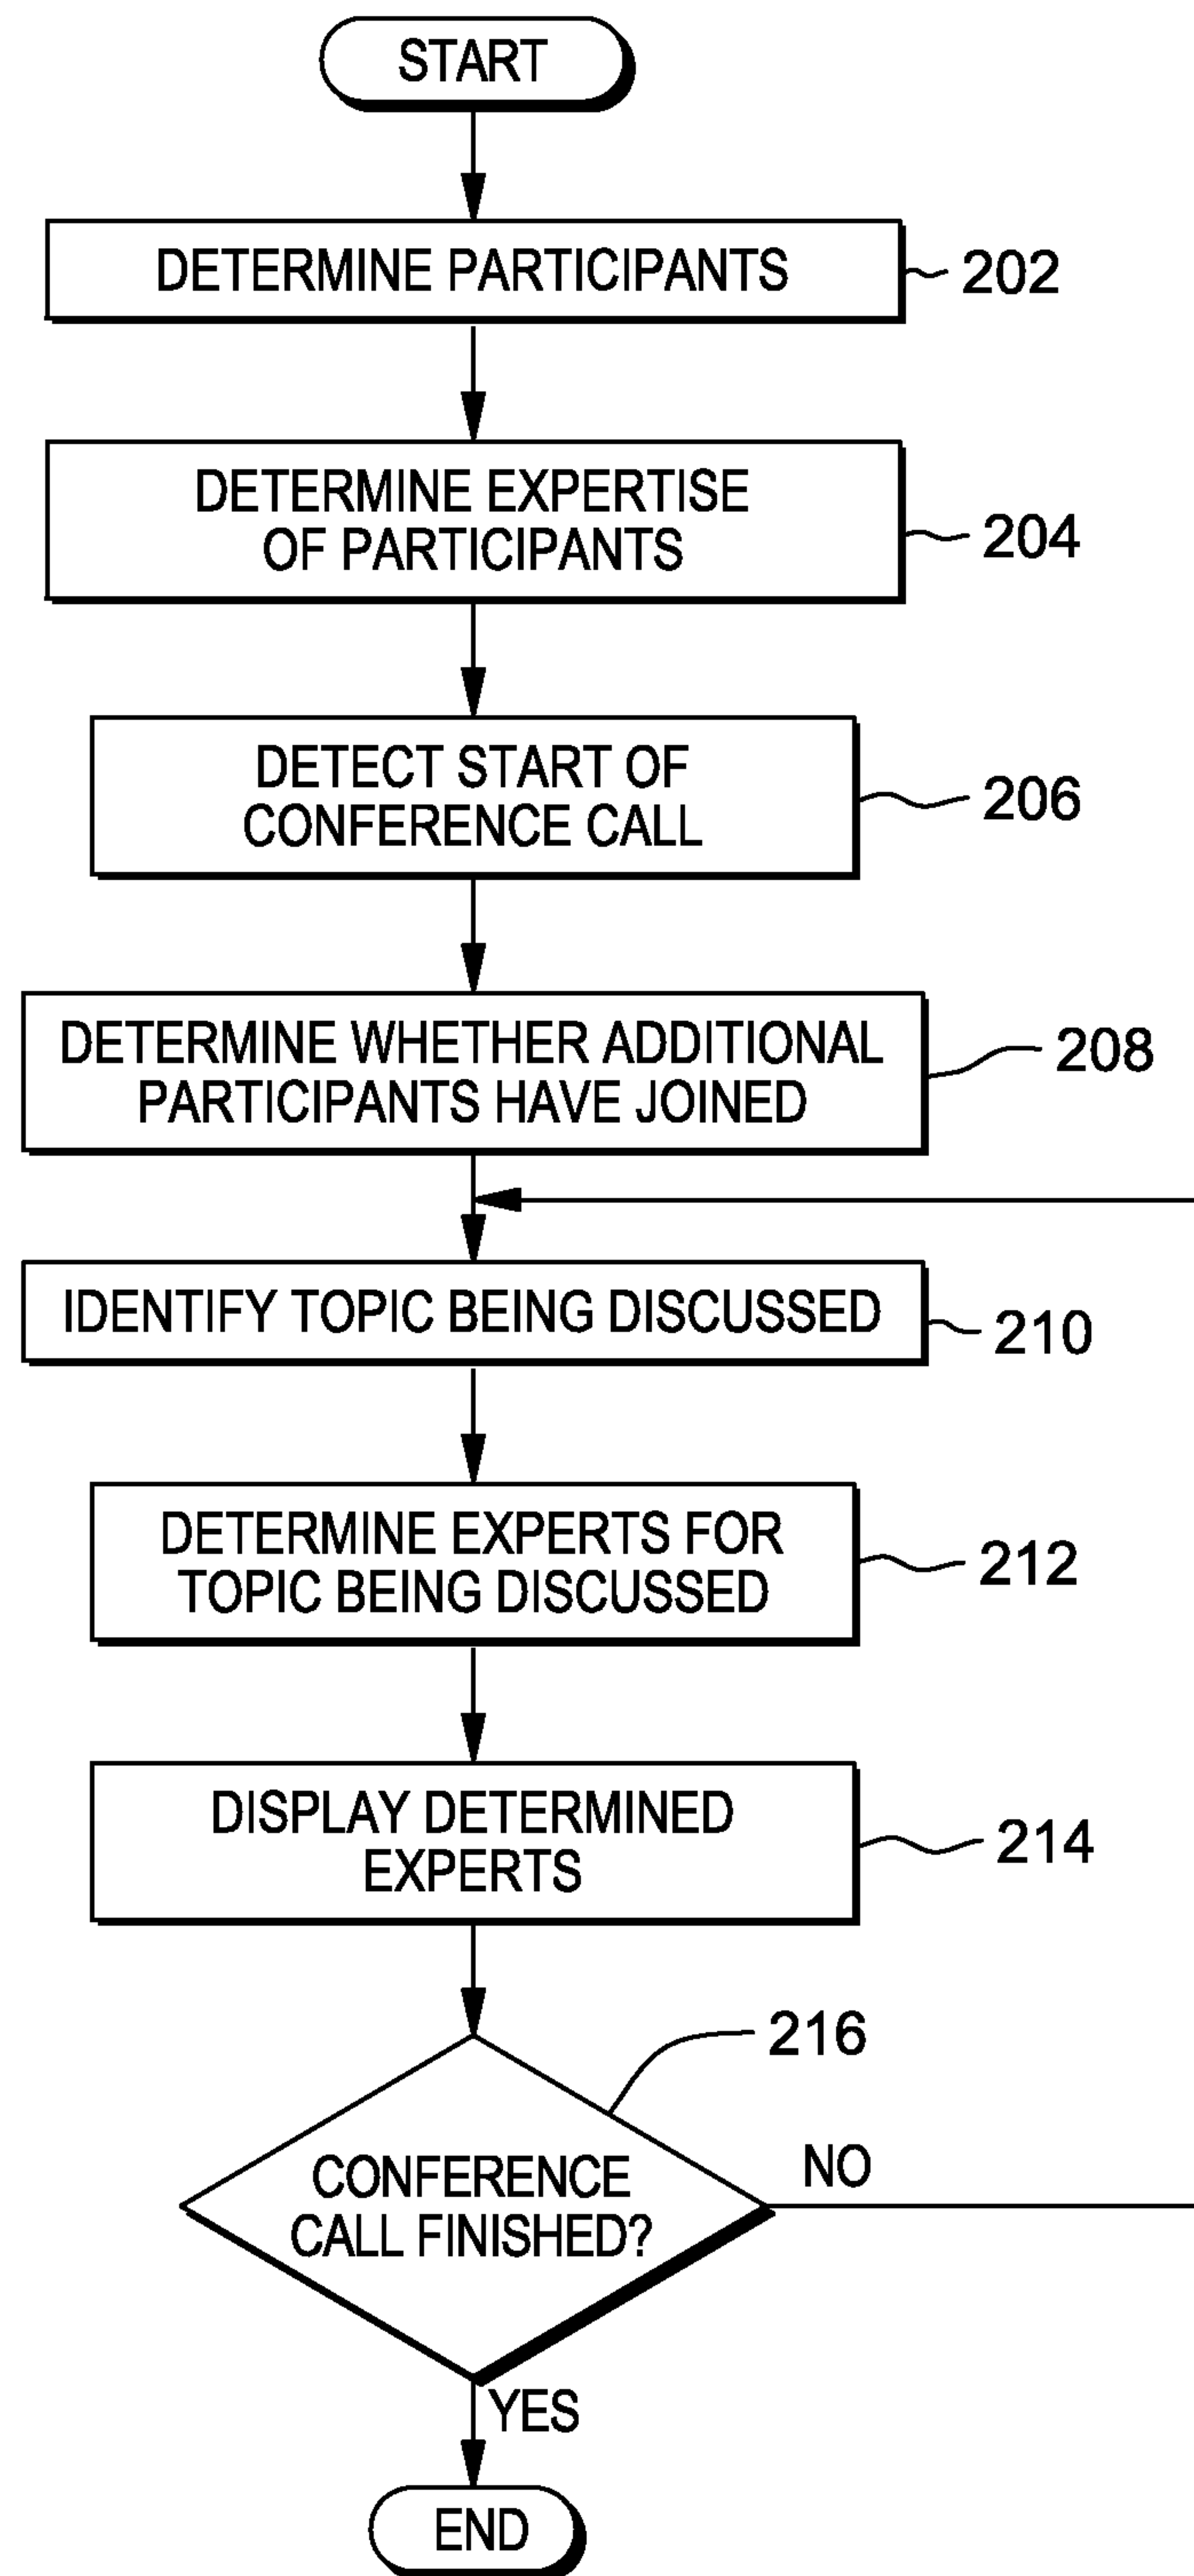 START
DETERMINE PARTICIPANTS
202
DETERMINE EXPERTISE
OF PARTICIPANTS
204
DETECT START OF
CONFERENCE CALL
206
DETERMINE WHETHER ADDITIONAL
PARTICIPANTS HAVE JOINED
208
IDENTIFY TOPIC BEING DISCUSSED
210
DETERMINE EXPERTS FOR
TOPIC BEING DISCUSSED
212
DISPLAY DETERMINED
EXPERTS
214
216
CONFERENCE
CALL FINISHED?
NO
YES
END